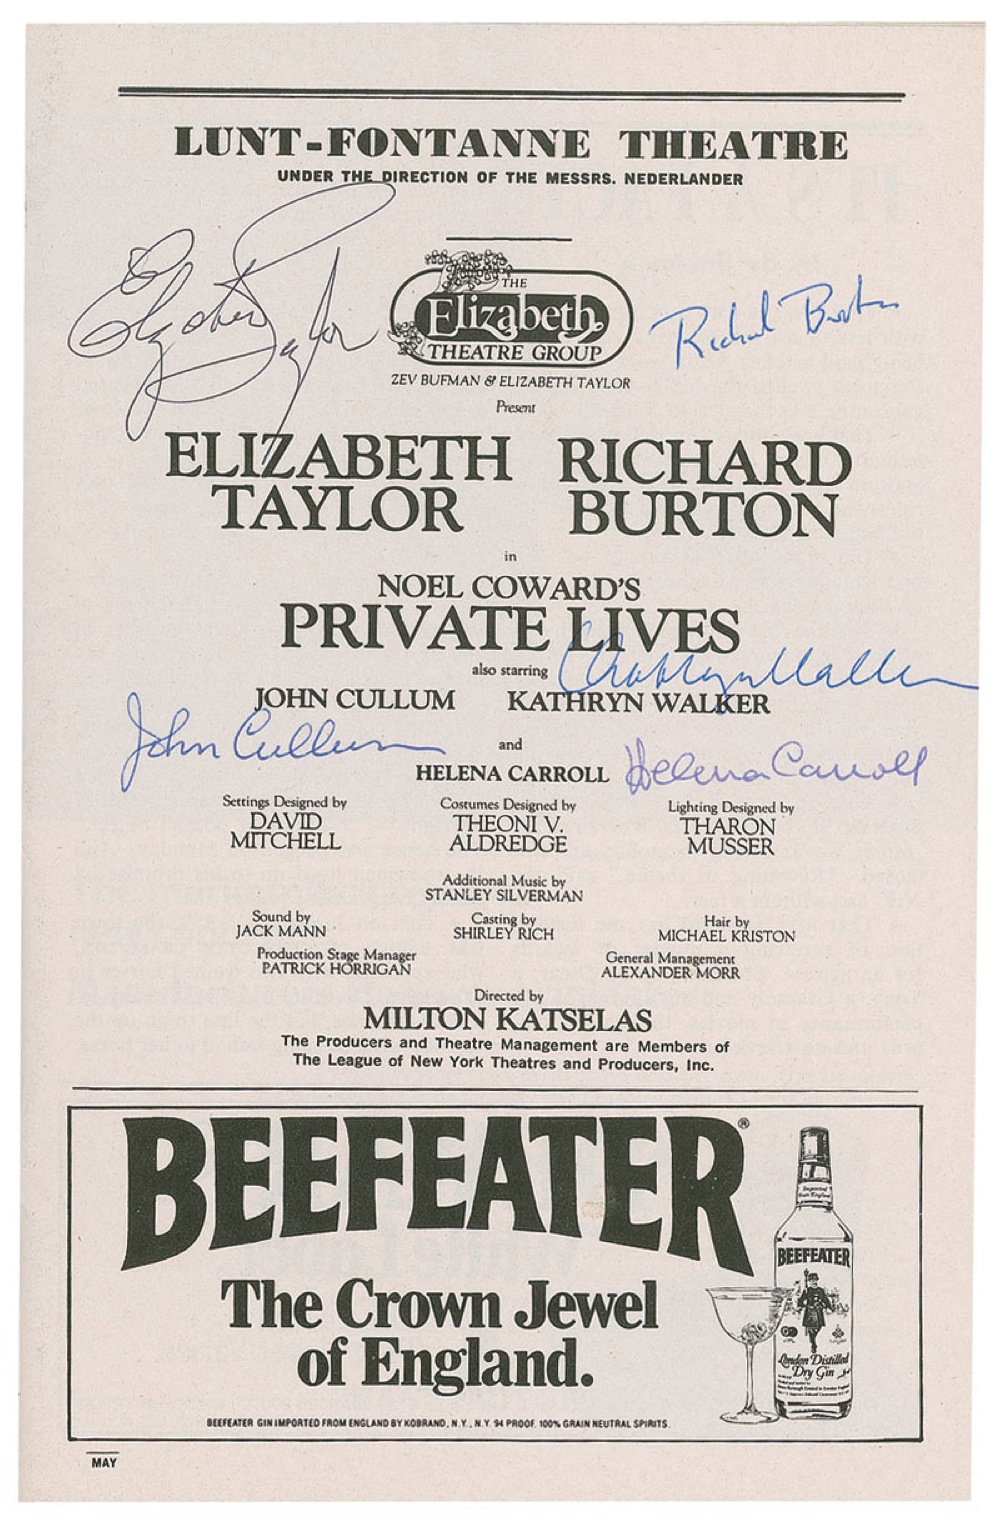 LUNT-FONTANNE THEATRE
UNDER THE DIRECTION OF THE MESSRS. NEDERLANDER
Elizabeth Taylor
THE
Elizabeth
THEATRE GROUP
Richard Burton
ZEV BUFMAN & ELIZABETH TAYLOR
Present
ELIZABETH TAYLOR
RICHARD BURTON
in
NOEL COWARD'S
PRIVATE LIVES
also starring
JOHN CULLUM KATHRYN WALKER
John Cullum
and
HELENA CARROLL
Helena Carroll
Settings Designed by
DAVID
MITCHELL
Costumes Designed by
THEONI V.
ALDREDGE
Lighting Designed by
THARON
MUSSER
Additional Music by
STANLEY SILVERMAN
Sound by
JACK MANN
Casting by
SHIRLEY RICH
Hair by
MICHAEL KRISTON
Production Stage Manager
PATRICK HORRIGAN
General Management
ALEXANDER MORR
Directed by
MILTON KATSELAS
The Producers and Theatre Management are Members of
The League of New York Theatres and Producers, Inc.
BEEFEATER®
The Crown Jewel
of England.
BEEFEATER
London Distilled
Dry Gin
BEEFEATER GIN IMPORTED FROM ENGLAND BY KOBRAND, N.Y., N.Y. 94 PROOF. 100% GRAIN NEUTRAL SPIRITS.
MAY